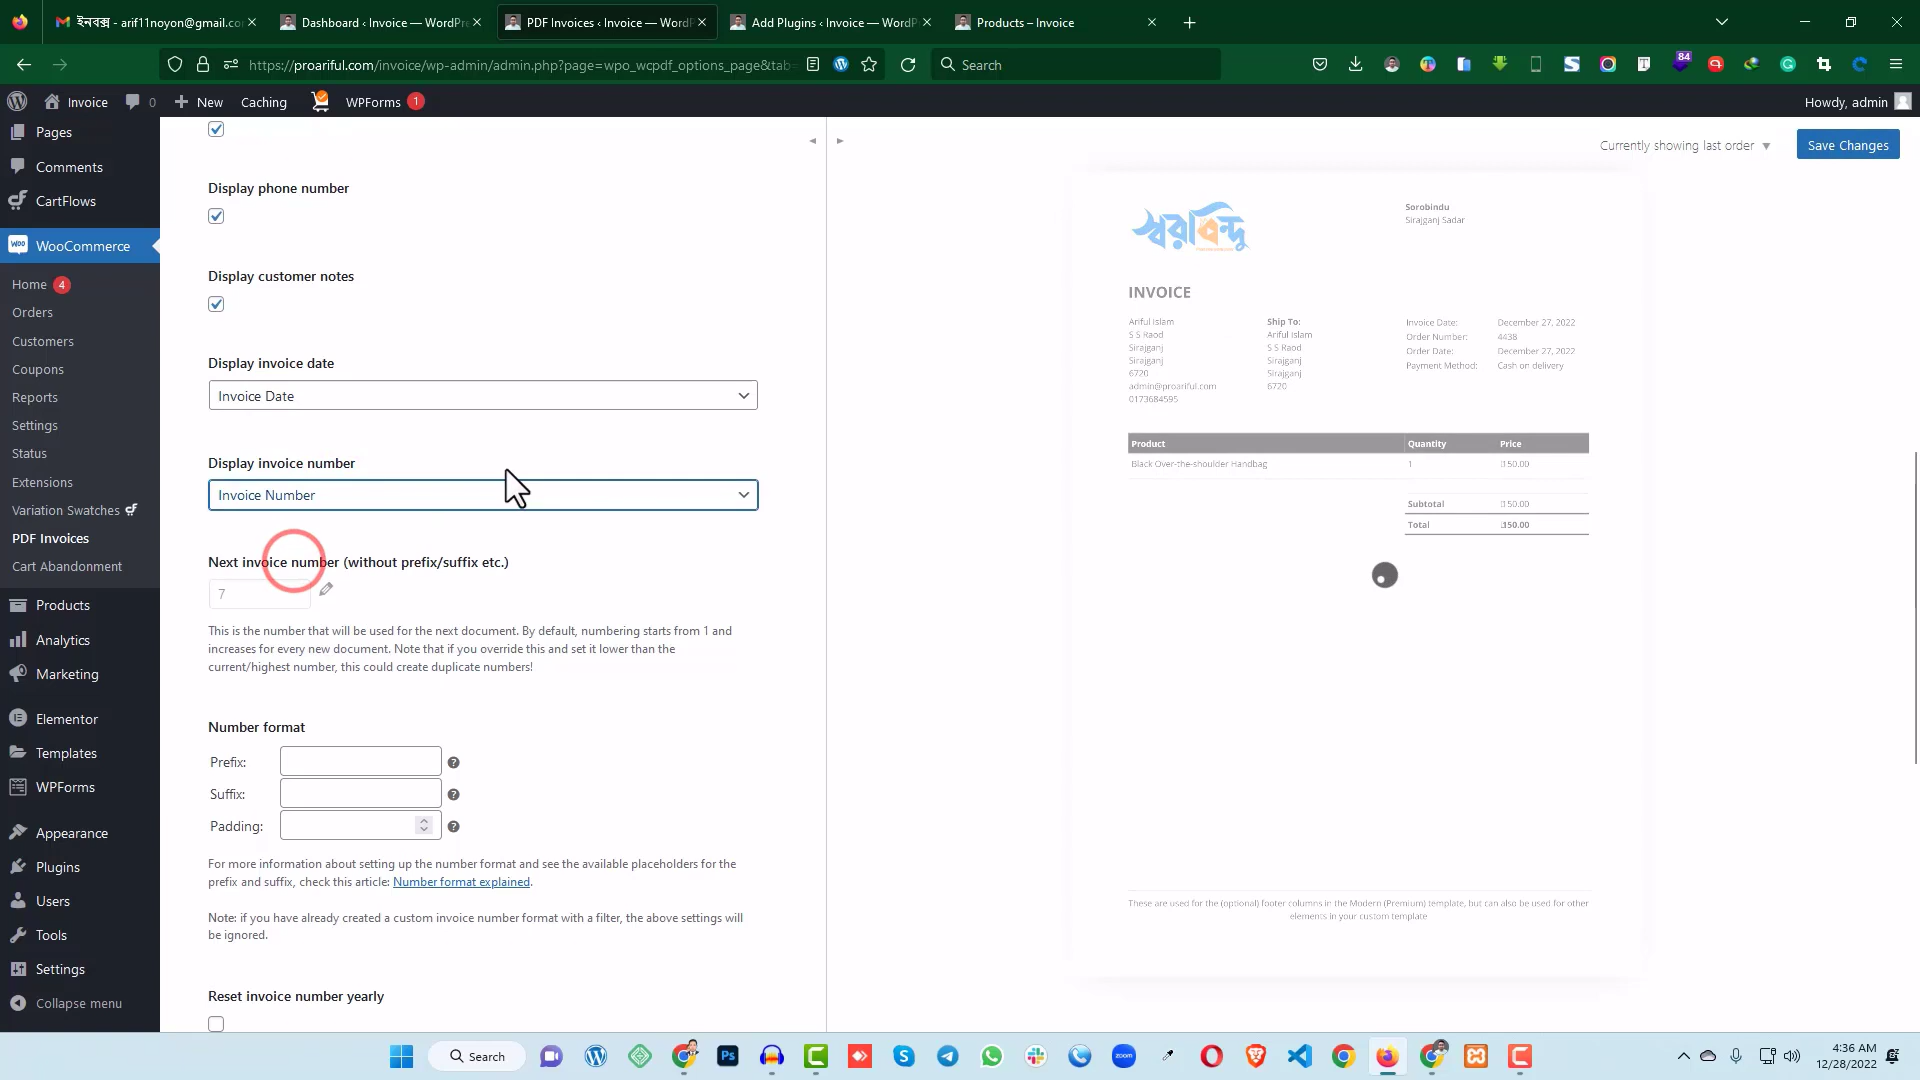 ইনবক্স - arif11noyon@gmail.co
Dashboard ‹ Invoice — WordPre
PDF Invoices ‹ Invoice — WordP
Add Plugins ‹ Invoice — WordP
Products – Invoice
https://proariful.com/invoice/wp-admin/admin.php?page=wpo_wcpdf_options_page&tab=
Search
84
Invoice
0
New
Caching
WPForms 1
Howdy, admin
Pages
Comments
CartFlows
WooCommerce
Home 4
Orders
Customers
Coupons
Reports
Settings
Status
Extensions
Variation Swatches
PDF Invoices
Cart Abandonment
Products
Analytics
Marketing
Elementor
Templates
WPForms
Appearance
Plugins
Users
Tools
Settings
Collapse menu
Display phone number
Display customer notes
Display invoice date
Invoice Date
Display invoice number
Invoice Number
Next invoice number (without prefix/suffix etc.)
7
This is the number that will be used for the next document. By default, numbering starts from 1 and
increases for every new document. Note that if you override this and set it lower than the
current/highest number, this could create duplicate numbers!
Number format
Prefix:
Suffix:
Padding:
For more information about setting up the number format and see the available placeholders for the
prefix and suffix, check this article: Number format explained.
Note: if you have already created a custom invoice number format with a filter, the above settings will
be ignored.
Reset invoice number yearly
Currently showing last order
Save Changes
স্বরবিন্দু
Sorobindu
Sirajganj Sadar
INVOICE
Ariful Islam
S S Raod
Sirajganj
Sirajganj
6720
admin@proariful.com
0173684595
Ship To:
Ariful Islam
S S Raod
Sirajganj
Sirajganj
6720
Invoice Date: December 27, 2022
Order Number: 4438
Order Date: December 27, 2022
Payment Method: Cash on delivery
Product Quantity Price
Black Over-the-shoulder Handbag 1 150.00
Subtotal 150.00
Total 150.00
These are used for the (optional) footer columns in the Modern (Premium) template, but can also be used for other
elements in your custom template
Search
zoom
4:36 AM
12/28/2022